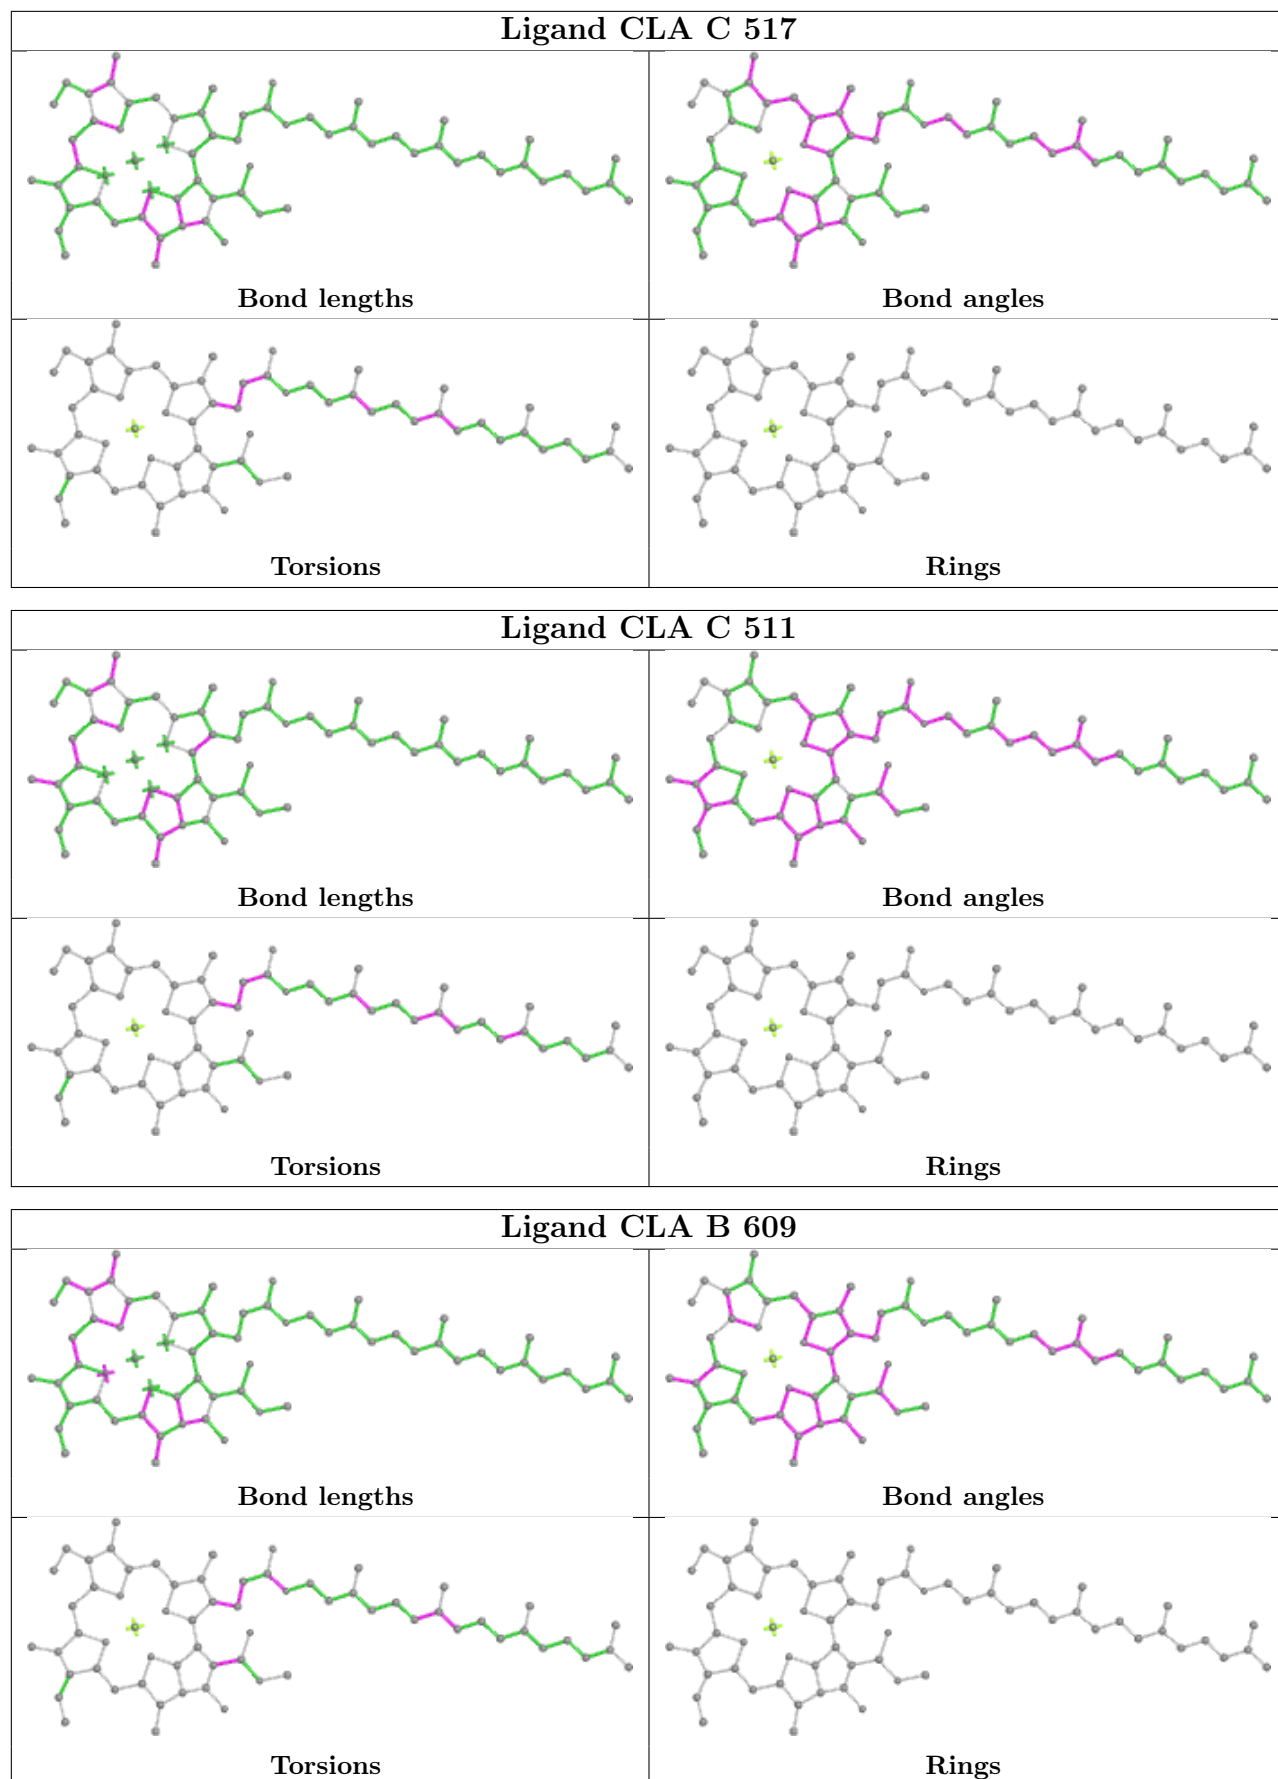 Ligand CLA C 517
Bond lengths
Bond angles
Torsions
Rings
Ligand CLA C 511
Bond lengths
Bond angles
Torsions
Rings
Ligand CLA B 609
Bond lengths
Bond angles
Torsions
Rings